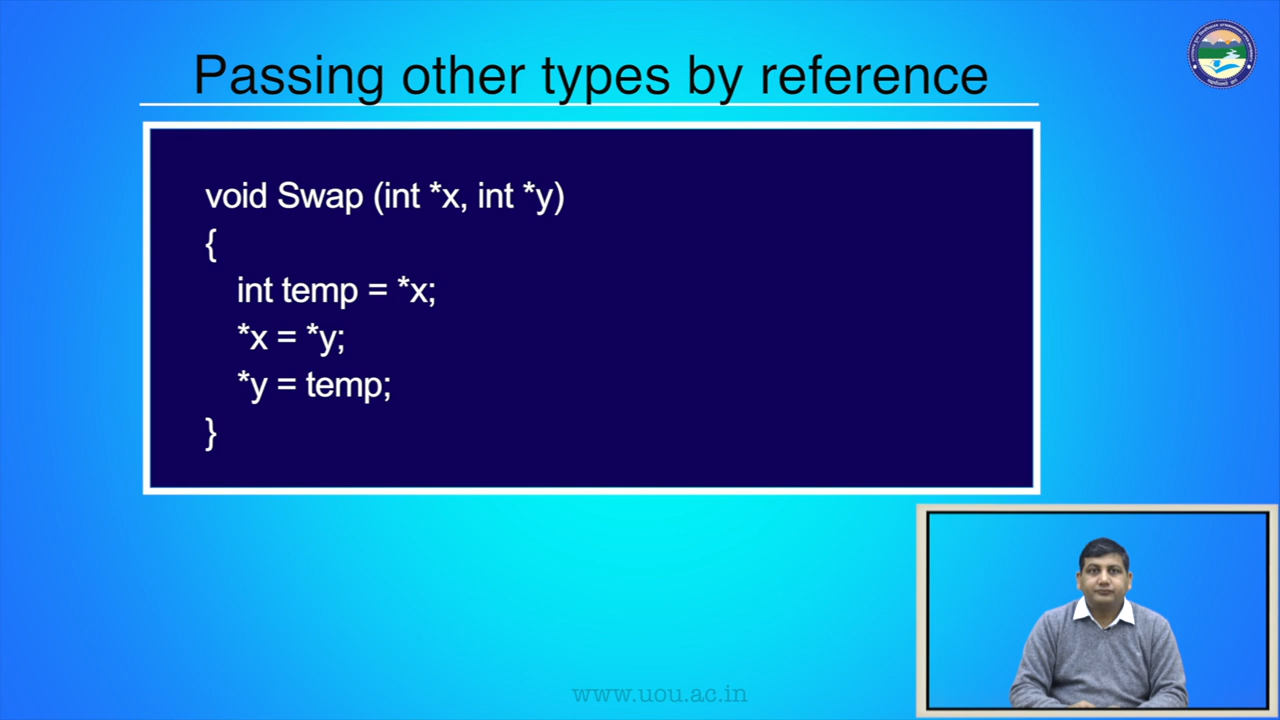 Passing other types by reference
void Swap (int *x, int *y)
{
int temp = *x;
*x = *y;
*y = temp;
}
www.uou.ac.in